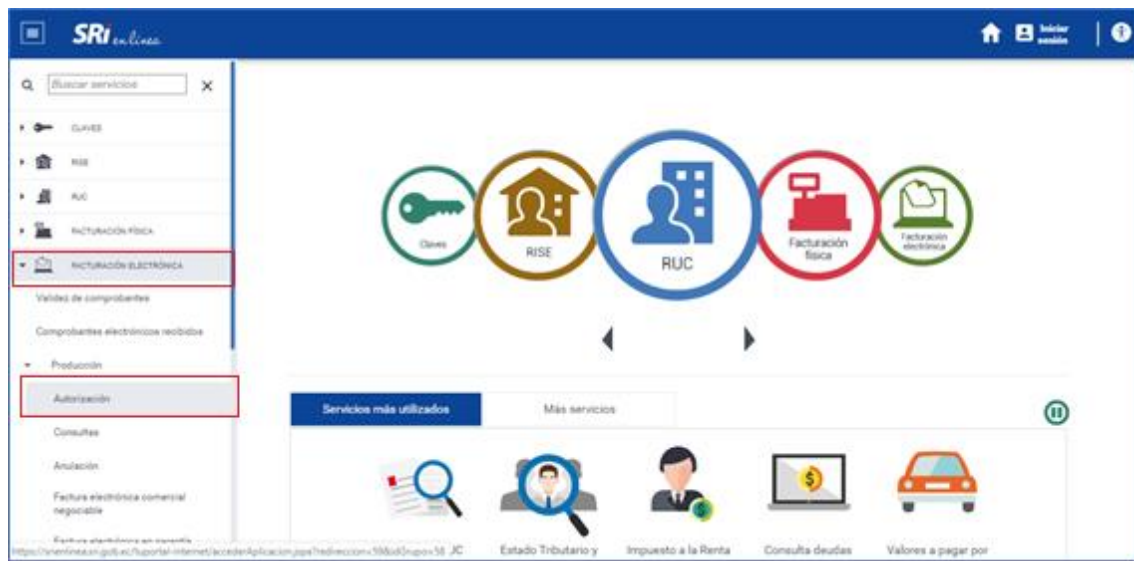 SRi en línea
Iniciar
sesión
Buscar servicios
CLAVES
RISE
RUC
FACTURACIÓN FÍSICA
FACTURACIÓN ELECTRÓNICA
Validez de comprobantes
Comprobantes electrónicos recibidos
Producción
Autorización
Consultas
Anulación
Factura electrónica comercial
negociable
Claves
RISE
RUC
Facturación
física
Facturación
electrónica
Servicios más utilizados
Más servicios
JC
Estado Tributario y
Impuesto a la Renta
Consulta deudas
Valores a pagar por